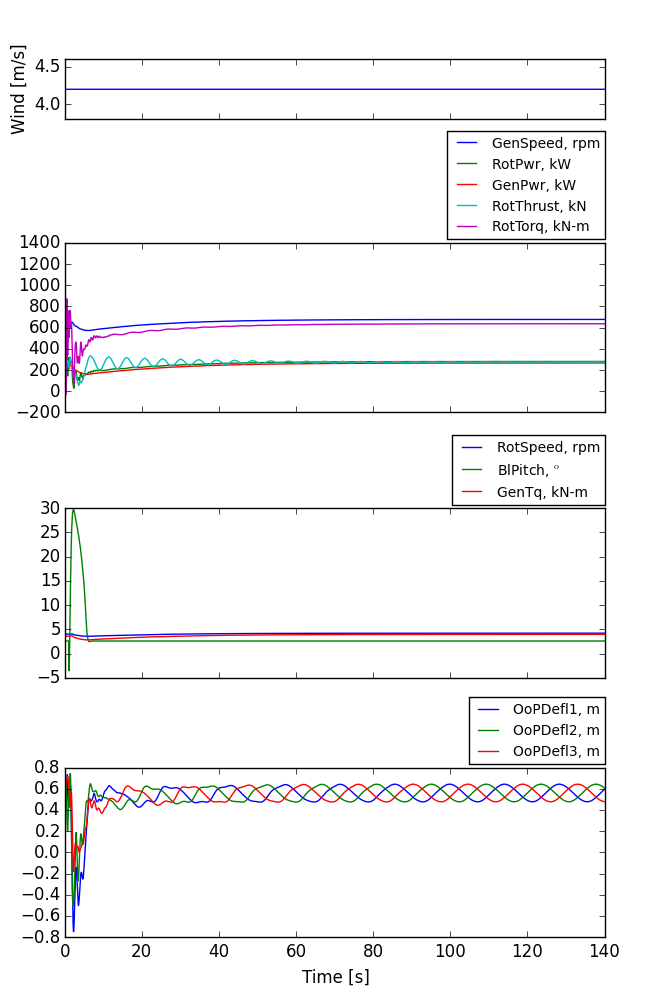 Wind [m/s]
4.5
4.0
GenSpeed, rpm
RotPwr, kW
GenPwr, kW
RotThrust, kN
RotTorq, kN-m
1400
1200
1000
800
600
400
200
0
−200
RotSpeed, rpm
BlPitch, °
GenTq, kN-m
30
25
20
15
10
5
0
−5
OoPDefl1, m
OoPDefl2, m
OoPDefl3, m
0.8
0.6
0.4
0.2
0.0
−0.2
−0.4
−0.6
−0.8
0 20 40 60 80 100 120 140
Time [s]